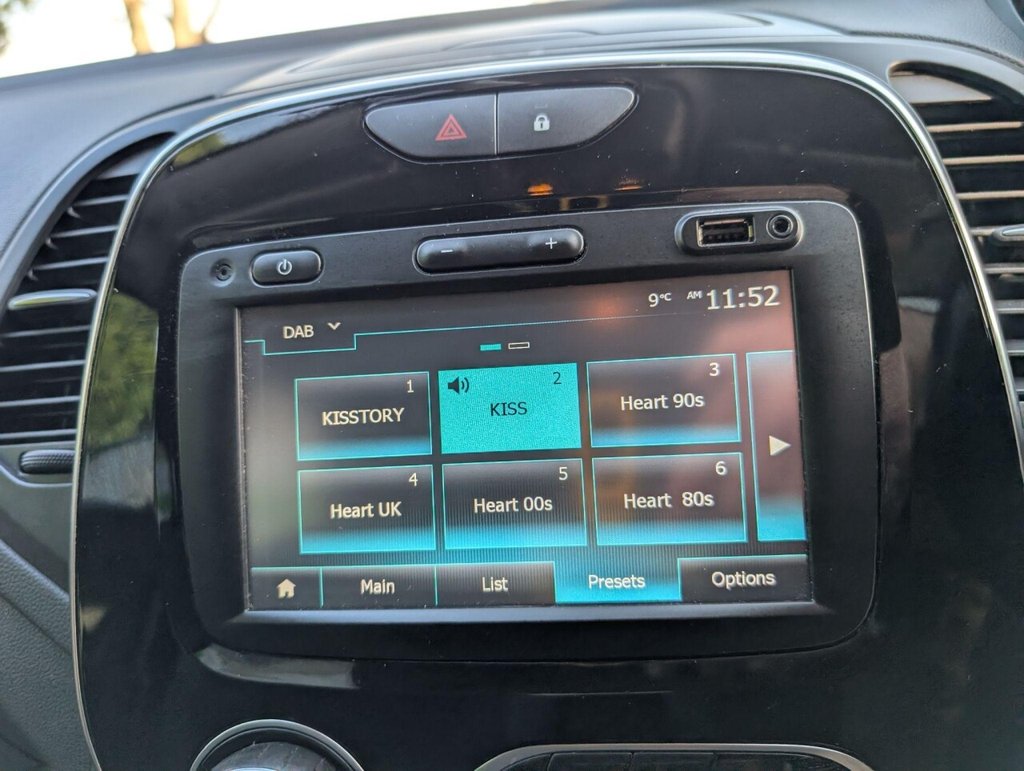 − +
9°C AM 11:52
DAB
1 2 3
KISSTORY KISS Heart 90s
4 5 6
Heart UK Heart 00s Heart 80s
Main List Presets Options